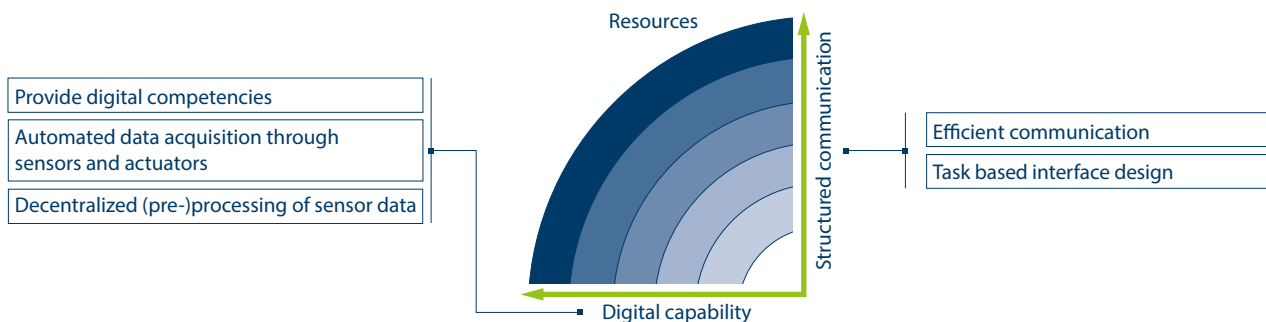 Resources
Provide digital competencies
Automated data acquisition through
sensors and actuators
Decentralized (pre-)processing of sensor data
Structured communication
Efficient communication
Task based interface design
Digital capability